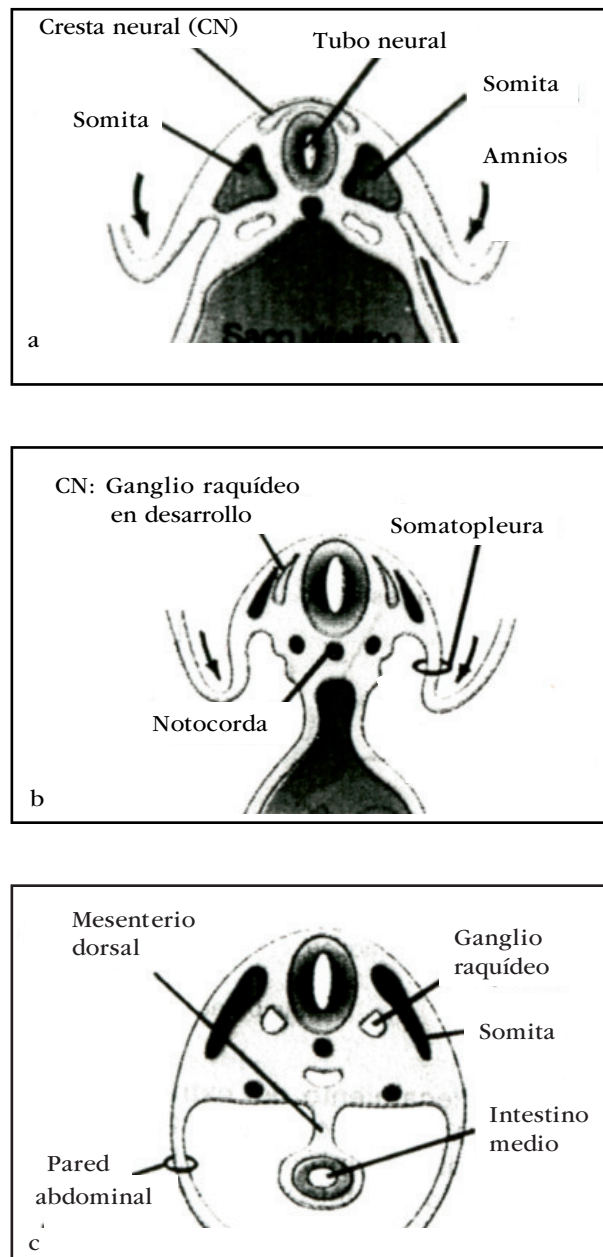 Cresta neural (CN)
Tubo neural
Somita
Somita
Amnios
a
CN: Ganglio raquídeo
en desarrollo
Somatopleura
Notocorda
b
Mesenterio
dorsal
Ganglio
raquídeo
Somita
Intestino
medio
Pared
abdominal
c